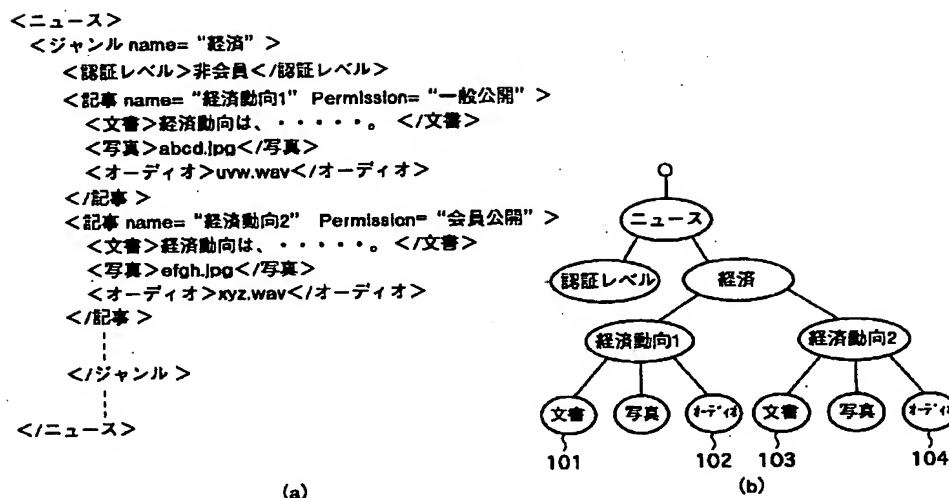 <ニュース>
<ジャンル name= “経済” >
<認証レベル>非会員</認証レベル>
<記事 name= “経済動向1” Permission= “一般公開” >
<文書>経済動向は、・・・・・。 </文書>
<写真>abcd.jpg</写真>
<オーディオ>uvw.wav</オーディオ>
</記事 >
<記事 name= “経済動向2” Permission= “会員公開” >
<文書>経済動向は、・・・・・。 </文書>
<写真>efgh.jpg</写真>
<オーディオ>xyz.wav</オーディオ>
</記事 >
</ジャンル >
</ニュース>
(a)
ニュース
認証レベル 経済
経済動向1 経済動向2
文書 写真 オーディオ 文書 写真 オーディオ
101 102 103 104
(b)